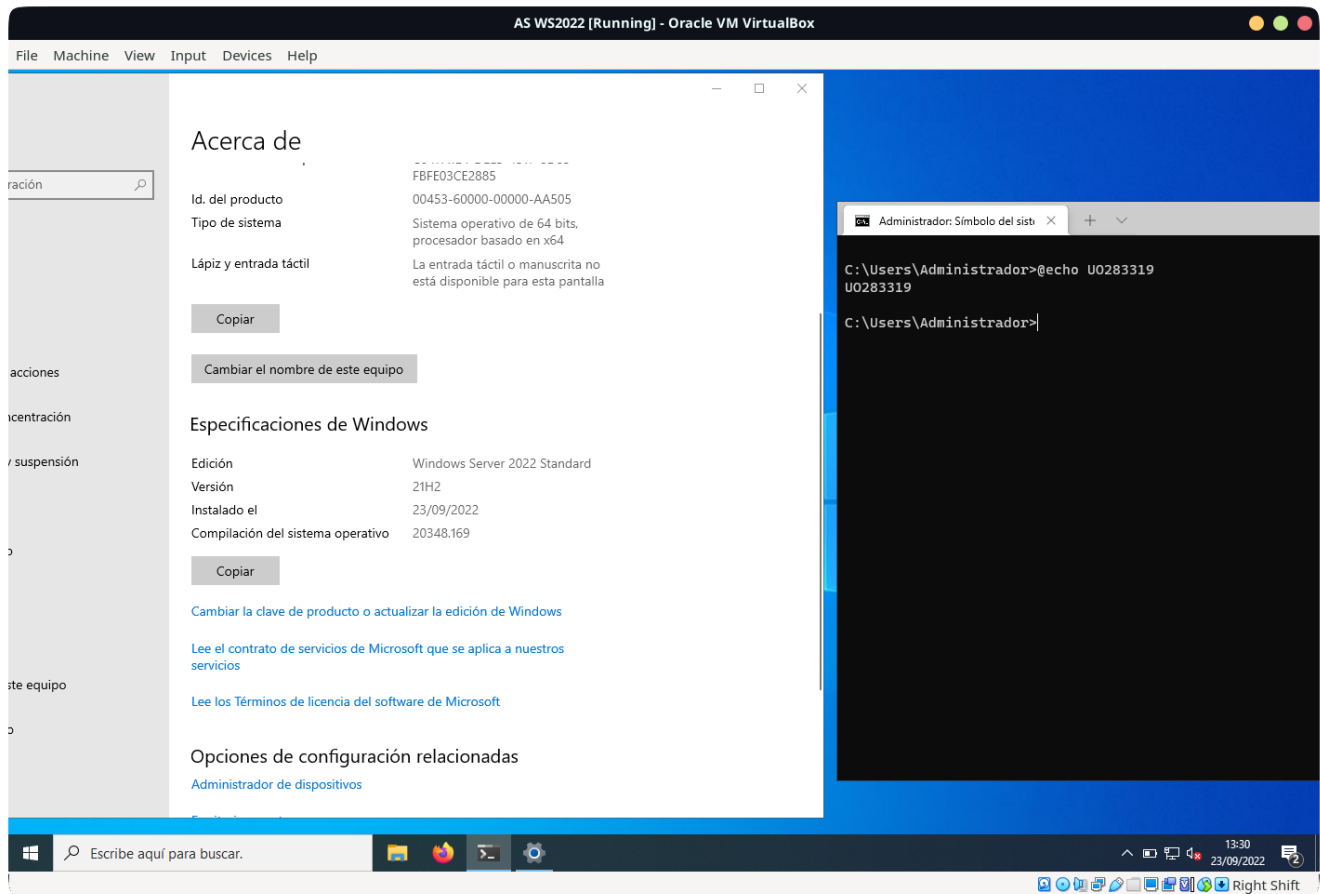 AS WS2022 [Running] - Oracle VM VirtualBox
File Machine View Input Devices Help
Acerca de
ración
FBFE03CE2885
Id. del producto 00453-60000-00000-AA505
Tipo de sistema Sistema operativo de 64 bits,
procesador basado en x64
Lápiz y entrada táctil La entrada táctil o manuscrita no
está disponible para esta pantalla
Copiar
Cambiar el nombre de este equipo
acciones
ncentración
y suspensión
o
ste equipo
o
Especificaciones de Windows
Edición Windows Server 2022 Standard
Versión 21H2
Instalado el 23/09/2022
Compilación del sistema operativo 20348.169
Copiar
Cambiar la clave de producto o actualizar la edición de Windows
Lee el contrato de servicios de Microsoft que se aplica a nuestros
servicios
Lee los Términos de licencia del software de Microsoft
Opciones de configuración relacionadas
Administrador de dispositivos
Administrador: Símbolo del siste
C:\Users\Administrador>@echo UO283319
UO283319
C:\Users\Administrador>
Escribe aquí para buscar.
13:30
23/09/2022
2
Right Shift